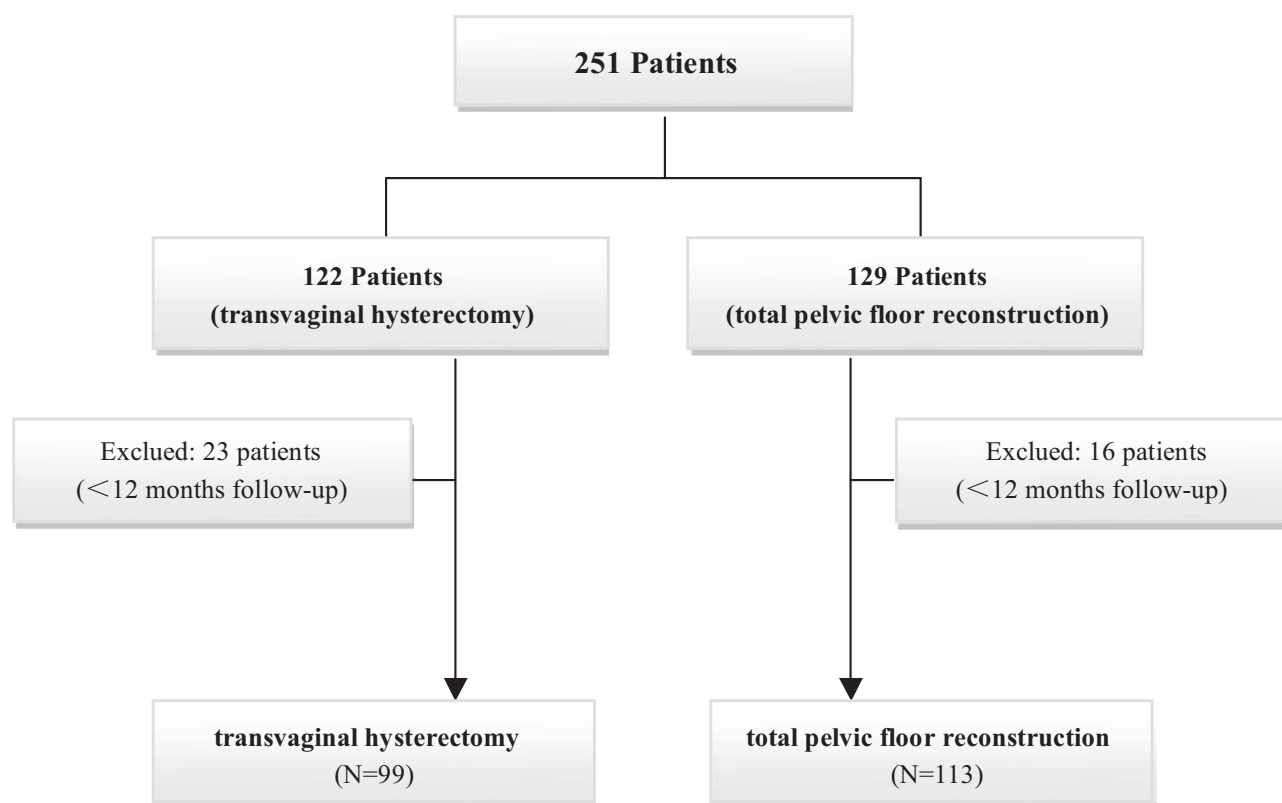 251 Patients
122 Patients
(transvaginal hysterectomy)
129 Patients
(total pelvic floor reconstruction)
Exclued: 23 patients
(＜12 months follow-up)
Exclued: 16 patients
(＜12 months follow-up)
transvaginal hysterectomy
(N=99)
total pelvic floor reconstruction
(N=113)